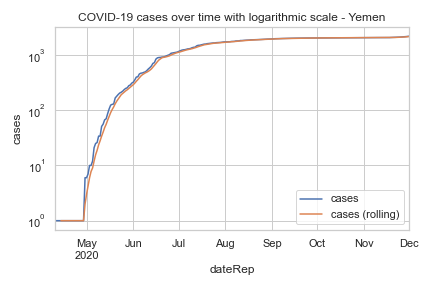 COVID-19 cases over time with logarithmic scale - Yemen
cases
10³
10²
10¹
10⁰
cases
cases (rolling)
May Jun Jul Aug Sep Oct Nov Dec
2020
dateRep